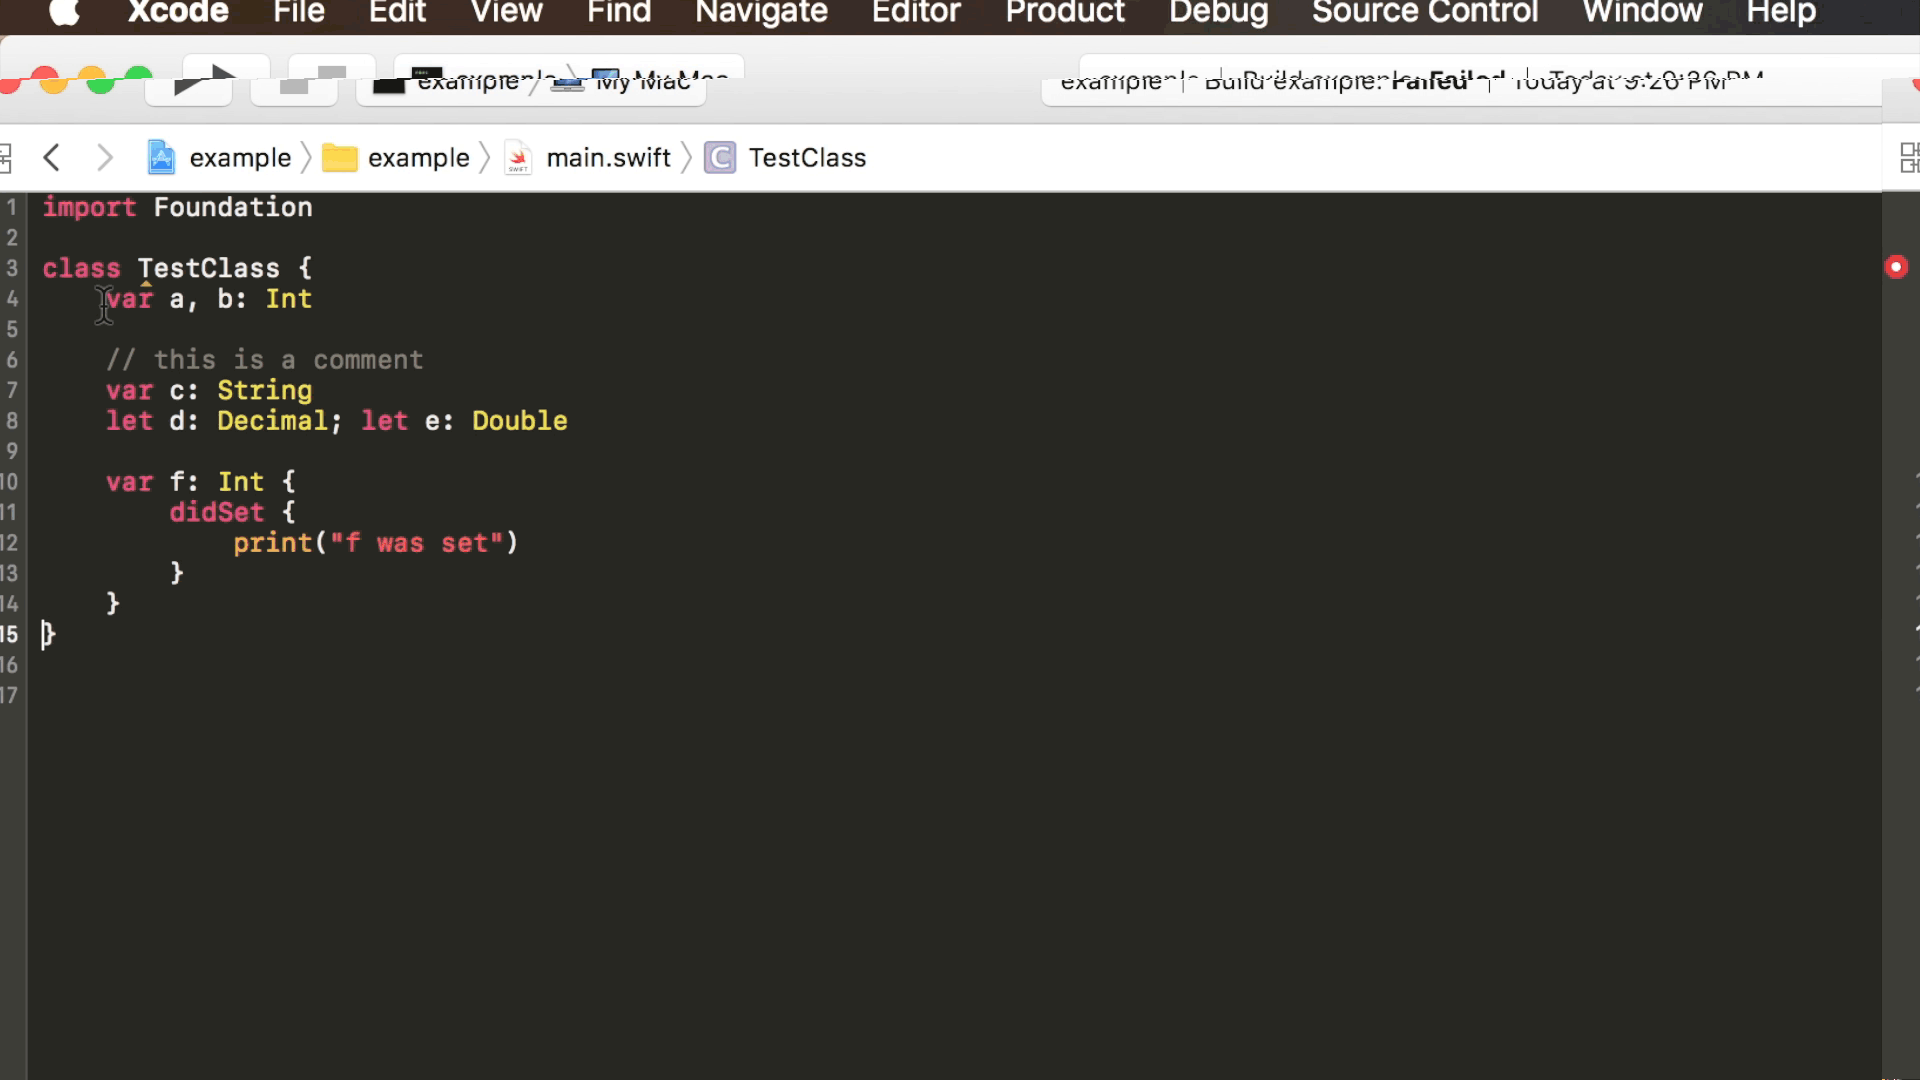 Xcode File Edit View Find Navigate Editor Product Debug Source Control Window Help
example My Mac example Build example: Failed Today at
example example main.swift C TestClass
1 import Foundation
2
3 class TestClass {
4 var a, b: Int
5
6 // this is a comment
7 var c: String
8 let d: Decimal; let e: Double
9
10 var f: Int {
11 didSet {
12 print("f was set")
13 }
14 }
15 }
16
17